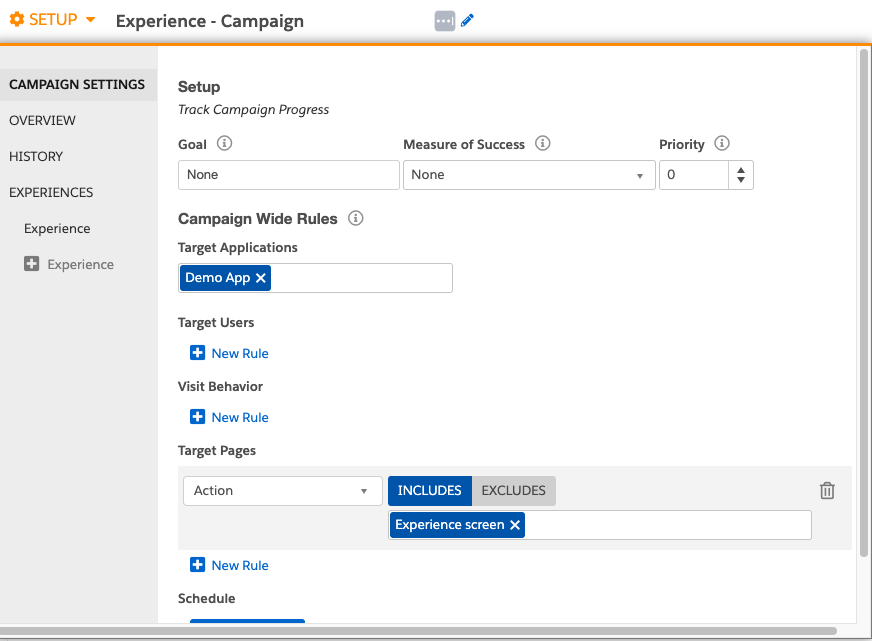 SETUP Experience - Campaign
CAMPAIGN SETTINGS
OVERVIEW
HISTORY
EXPERIENCES
Experience
Experience
Setup
Track Campaign Progress
Goal Measure of Success Priority
None None 0
Campaign Wide Rules
Target Applications
Demo App
Target Users
New Rule
Visit Behavior
New Rule
Target Pages
Action INCLUDES EXCLUDES
Experience screen
New Rule
Schedule